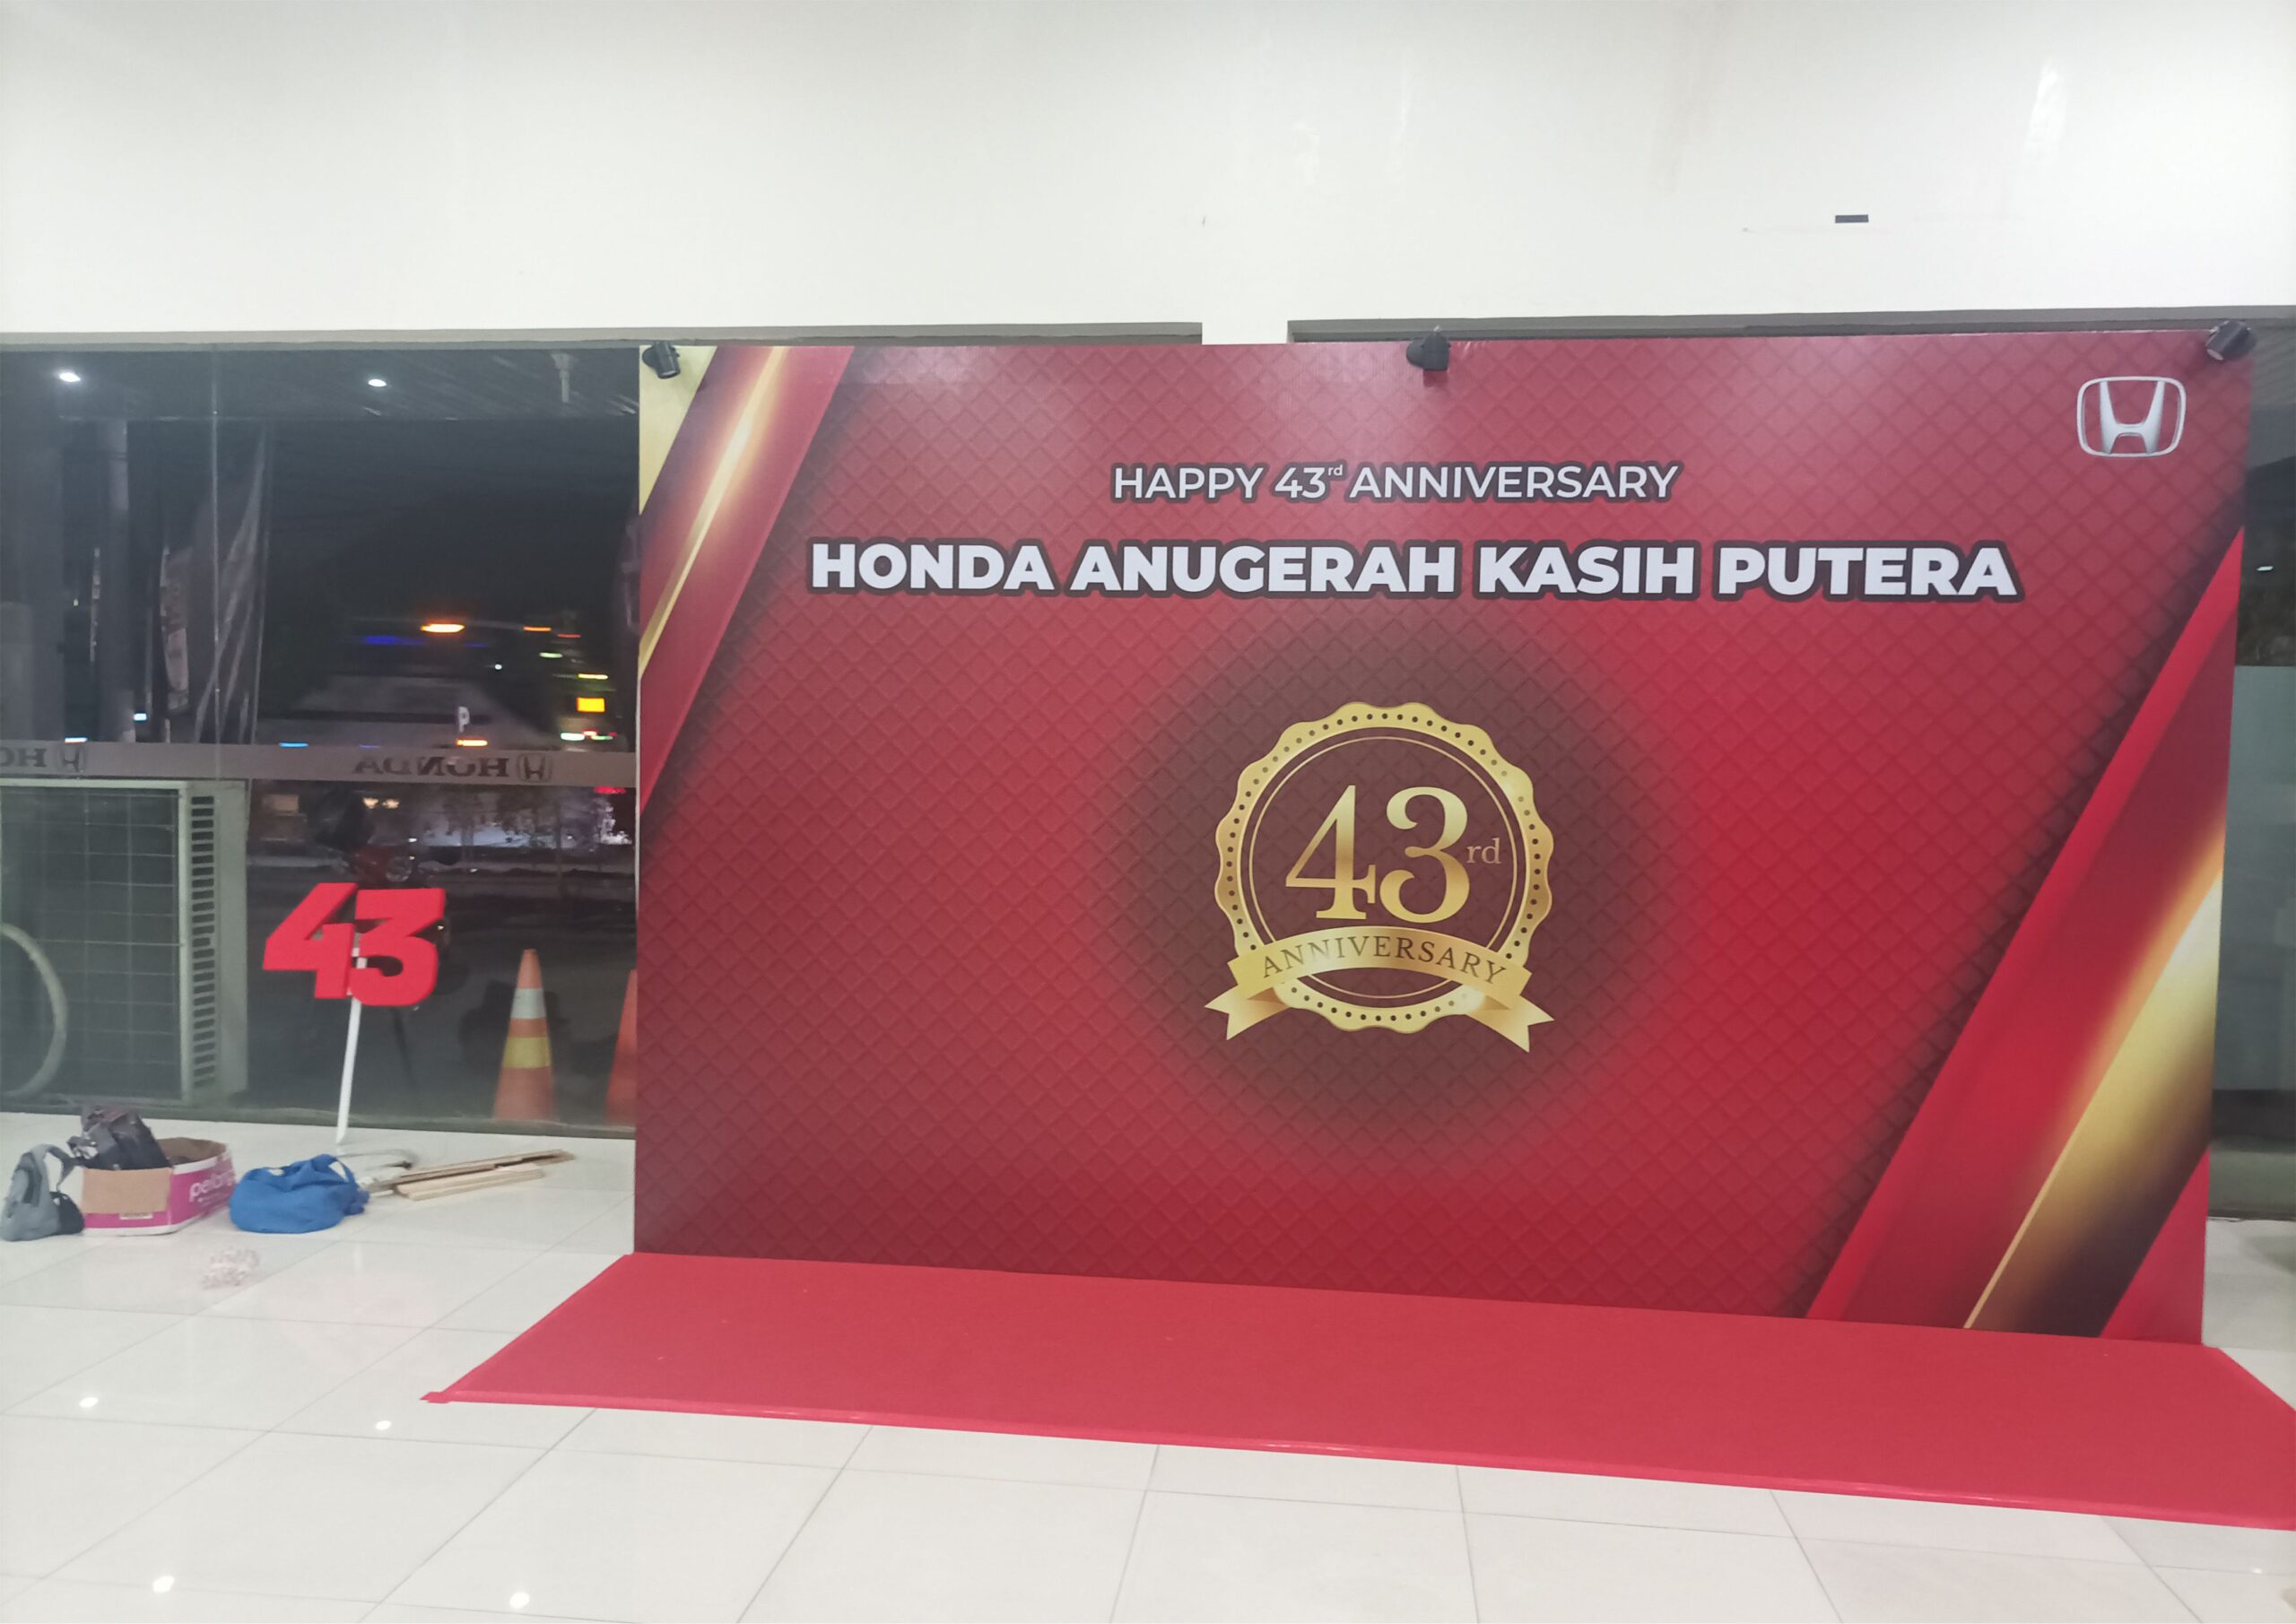 HAPPY 43rd ANNIVERSARY
HONDA ANUGERAH KASIH PUTERA
43rd
ANNIVERSARY
P
HONDA
43